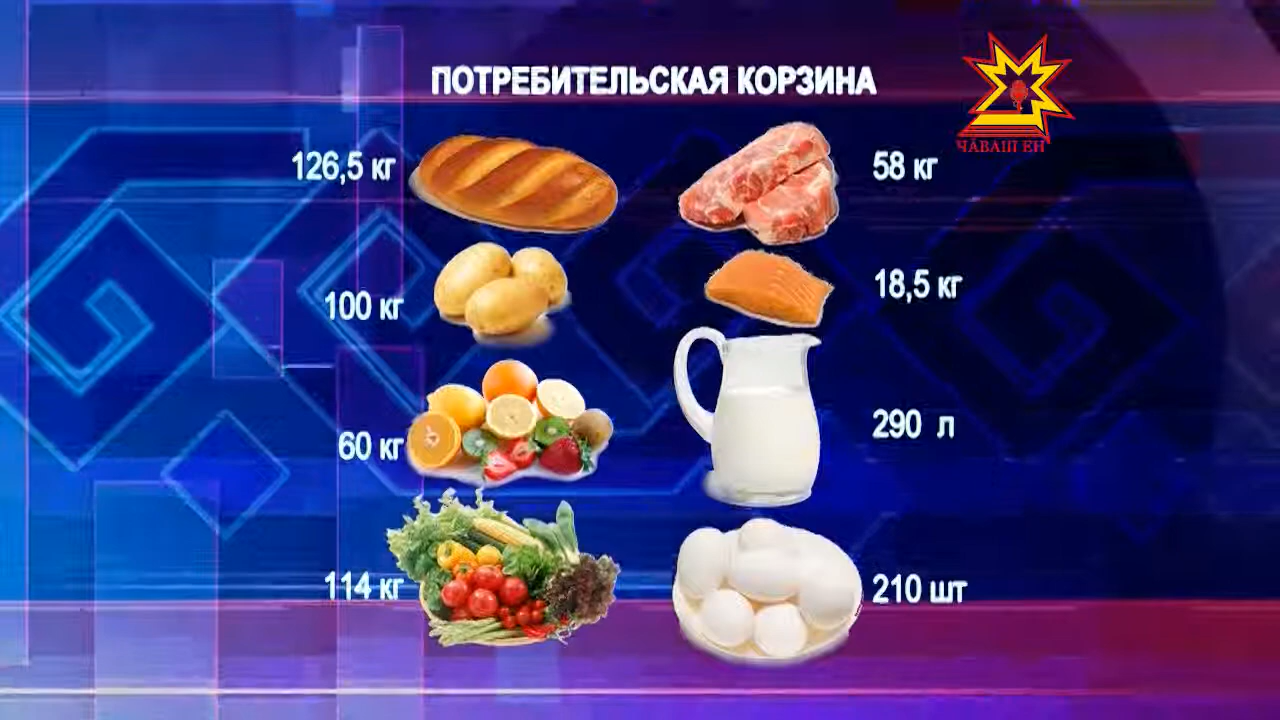 ПОТРЕБИТЕЛЬСКАЯ КОРЗИНА
ЧӐВАШ ЕН
126,5 кг
58 кг
100 кг
18,5 кг
60 кг
290 л
114 кг
210 шт